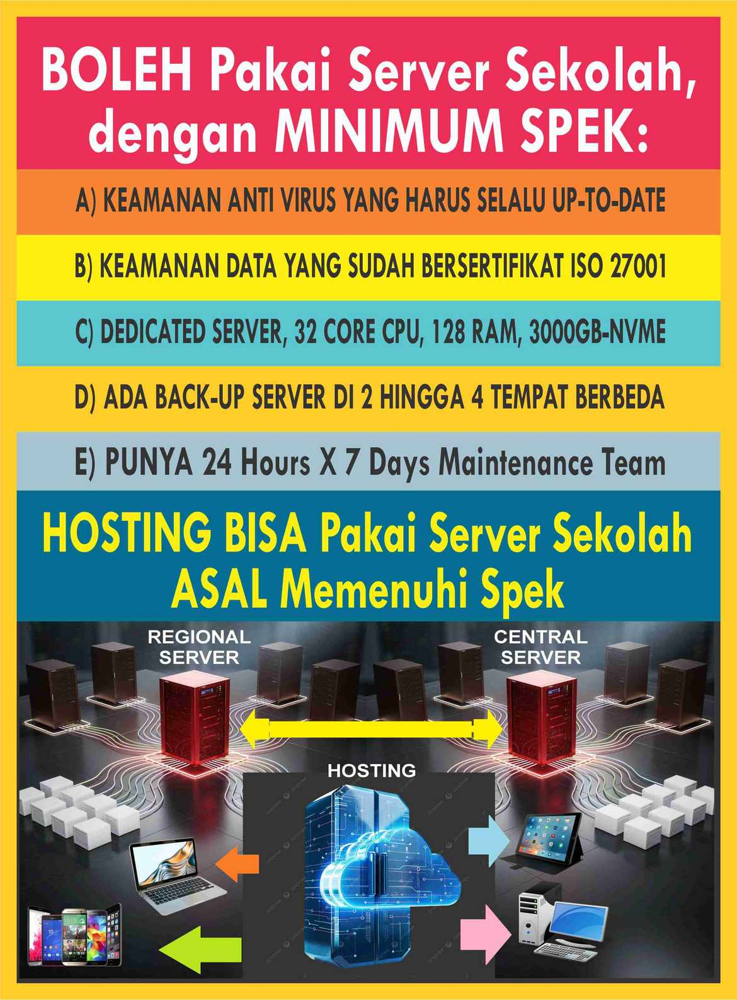 BOLEH Pakai Server Sekolah,
dengan MINIMUM SPEK:
A) KEAMANAN ANTI VIRUS YANG HARUS SELALU UP-TO-DATE
B) KEAMANAN DATA YANG SUDAH BERSERTIFIKAT ISO 27001
C) DEDICATED SERVER, 32 CORE CPU, 128 RAM, 3000GB-NVME
D) ADA BACK-UP SERVER DI 2 HINGGA 4 TEMPAT BERBEDA
E) PUNYA 24 Hours X 7 Days Maintenance Team
HOSTING BISA Pakai Server Sekolah
ASAL Memenuhi Spek
REGIONAL
SERVER
CENTRAL
SERVER
HOSTING